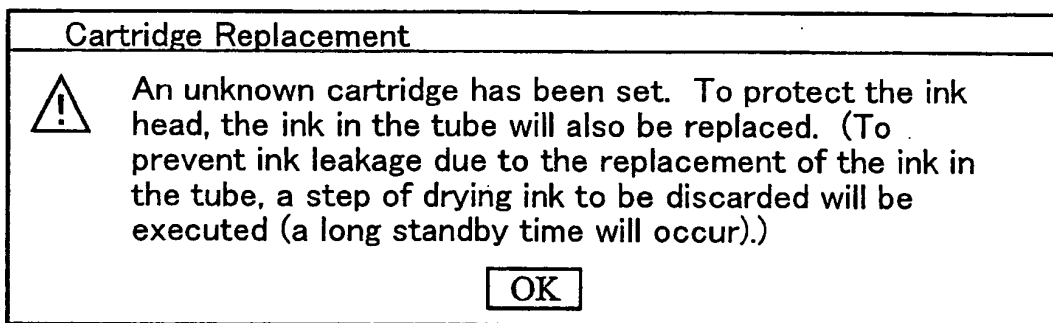 Cartridge Replacement
An unknown cartridge has been set. To protect the ink
head, the ink in the tube will also be replaced. (To
prevent ink leakage due to the replacement of the ink in
the tube, a step of drying ink to be discarded will be
executed (a long standby time will occur).)
OK